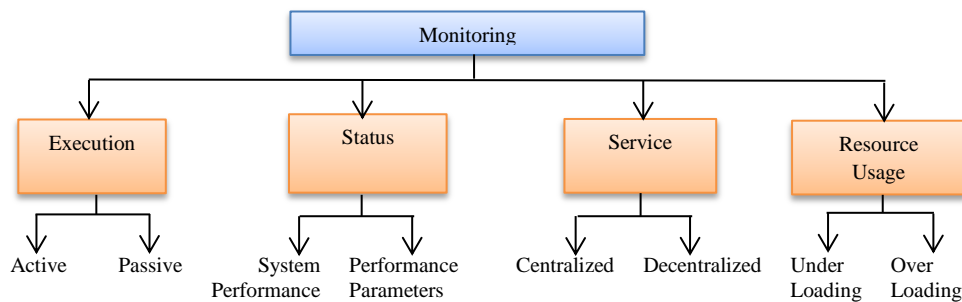 Monitoring
Execution
Status
Service
Resource
Usage
Active
Passive
System
Performance
Performance
Parameters
Centralized
Decentralized
Under
Loading
Over
Loading